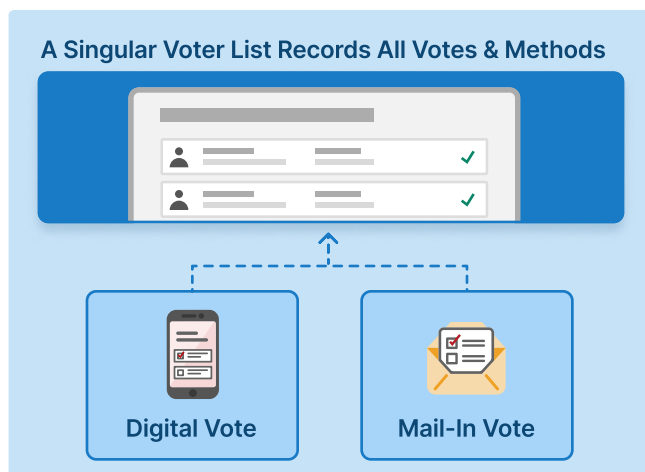 A Singular Voter List Records All Votes & Methods
Digital Vote
Mail-In Vote